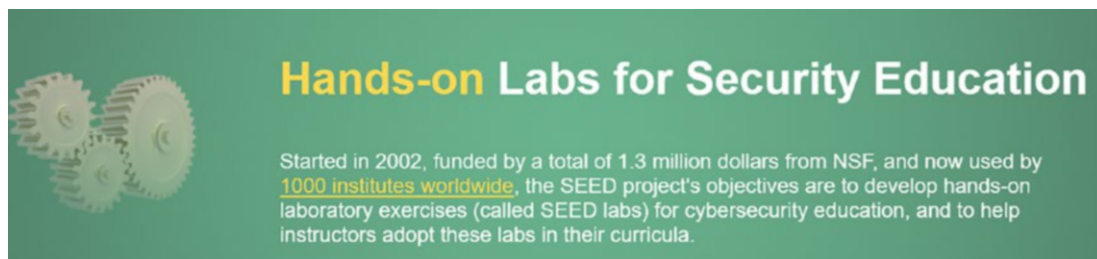 Hands-on Labs for Security Education
Started in 2002, funded by a total of 1.3 million dollars from NSF, and now used by
1000 institutes worldwide, the SEED project's objectives are to develop hands-on
laboratory exercises (called SEED labs) for cybersecurity education, and to help
instructors adopt these labs in their curricula.